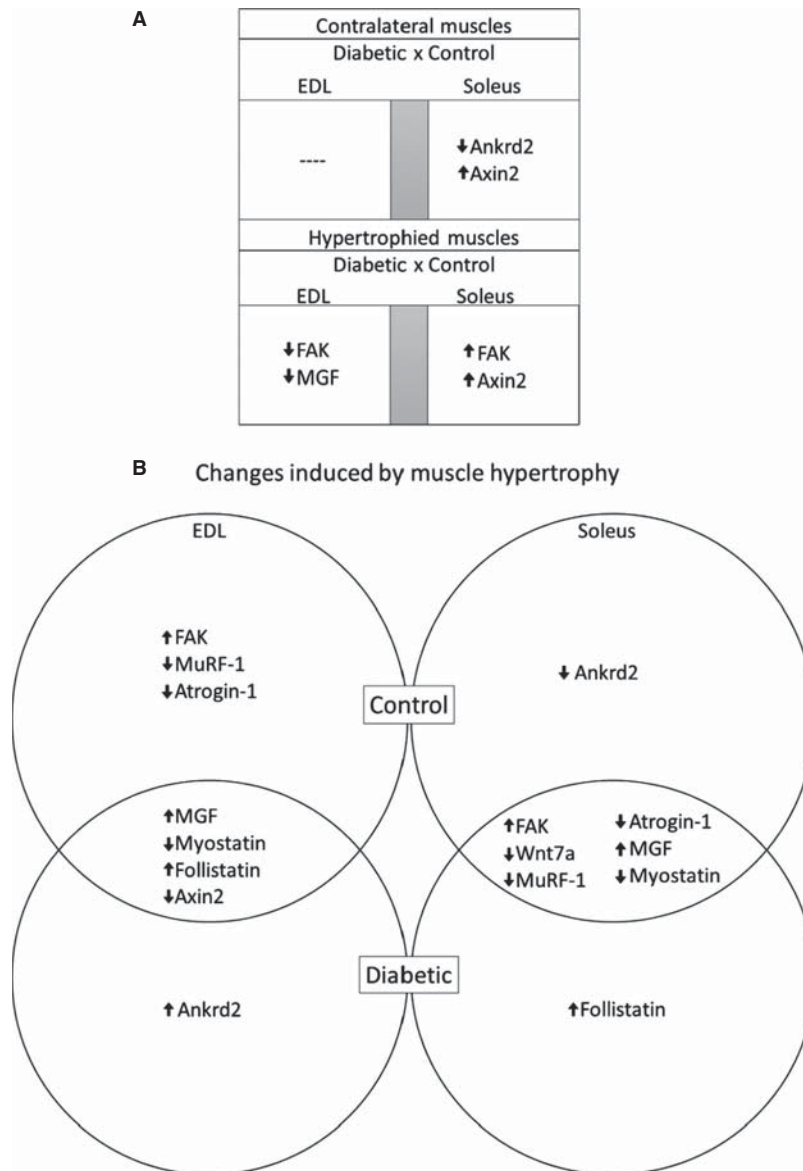 A
Contralateral muscles
Diabetic x Control
EDL Soleus
---- ↓Ankrd2
↑Axin2
Hypertrophied muscles
Diabetic x Control
EDL Soleus
↓FAK ↑FAK
↓MGF ↑Axin2
B Changes induced by muscle hypertrophy
EDL Soleus
↑FAK
↓MuRF-1
↓Atrogin-1
↓ Ankrd2
Control
↑MGF
↓Myostatin
↑Follistatin
↓Axin2
↑FAK ↓Atrogin-1
↓Wnt7a ↑MGF
↓MuRF-1 ↓Myostatin
Diabetic
↑ Ankrd2 ↑Follistatin